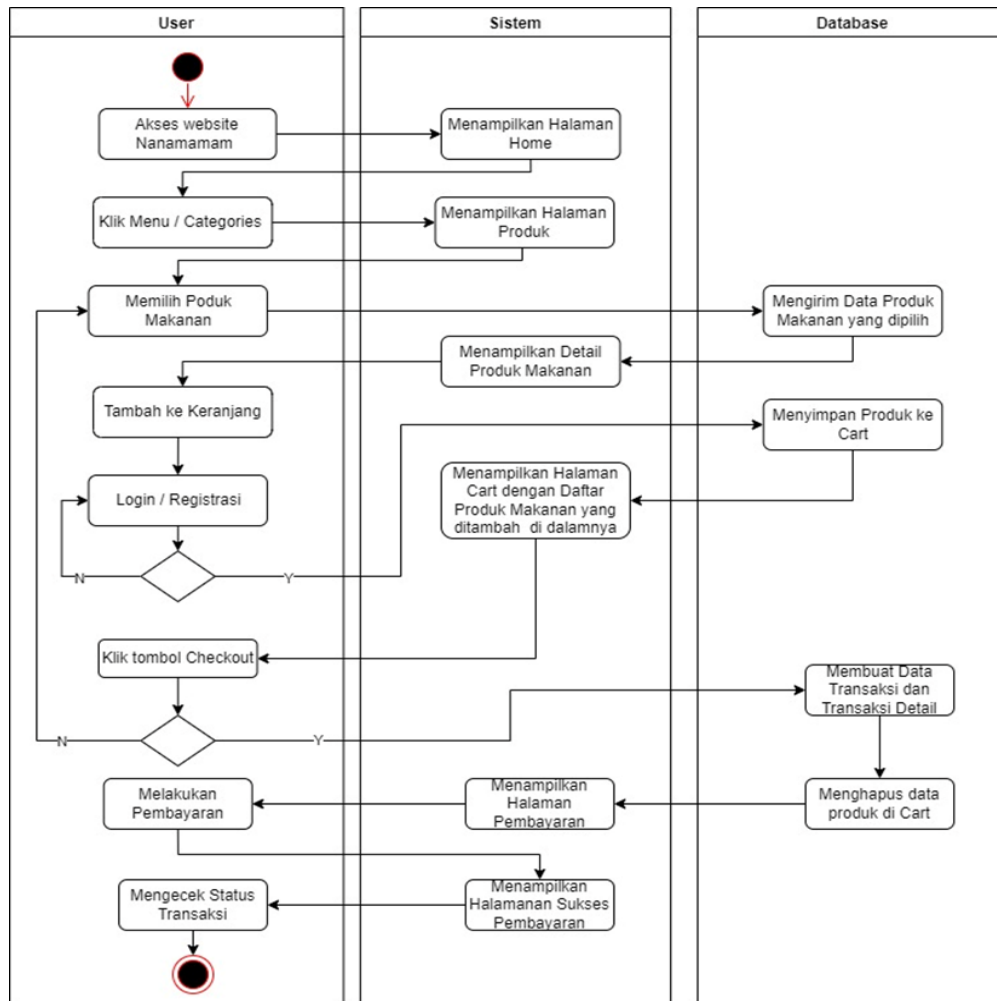 User
Sistem
Database
Akses website
Nanamamam
Menampilkan Halaman
Home
Klik Menu / Categories
Menampilkan Halaman
Produk
Memilih Poduk
Makanan
Mengirim Data Produk
Makanan yang dipilih
Menampilkan Detail
Produk Makanan
Tambah ke Keranjang
Menyimpan Produk ke
Cart
Login / Registrasi
Menampilkan Halaman
Cart dengan Daftar
Produk Makanan yang
ditambah di dalamnya
N
Y
Klik tombol Checkout
Membuat Data
Transaksi dan
Transaksi Detail
N
Y
Melakukan
Pembayaran
Menampilkan
Halaman
Pembayaran
Menghapus data
produk di Cart
Mengecek Status
Transaksi
Menampilkan
Halamanan Sukses
Pembayaran